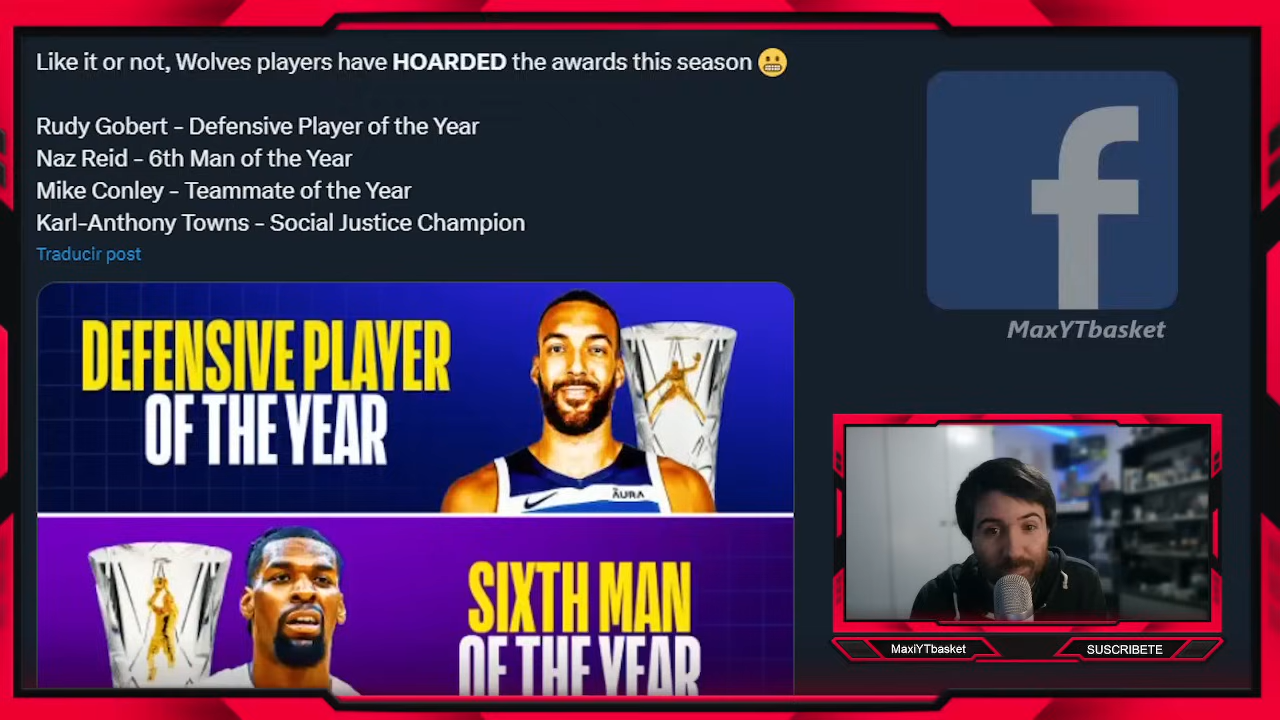 Like it or not, Wolves players have HOARDED the awards this season 😬
Rudy Gobert - Defensive Player of the Year
Naz Reid - 6th Man of the Year
Mike Conley - Teammate of the Year
Karl-Anthony Towns - Social Justice Champion
Traducir post
DEFENSIVE PLAYER
OF THE YEAR
AURA
SIXTH MAN
OF THE YEAR
f
MaxYTbasket
MaxiYTbasket
SUSCRIBETE